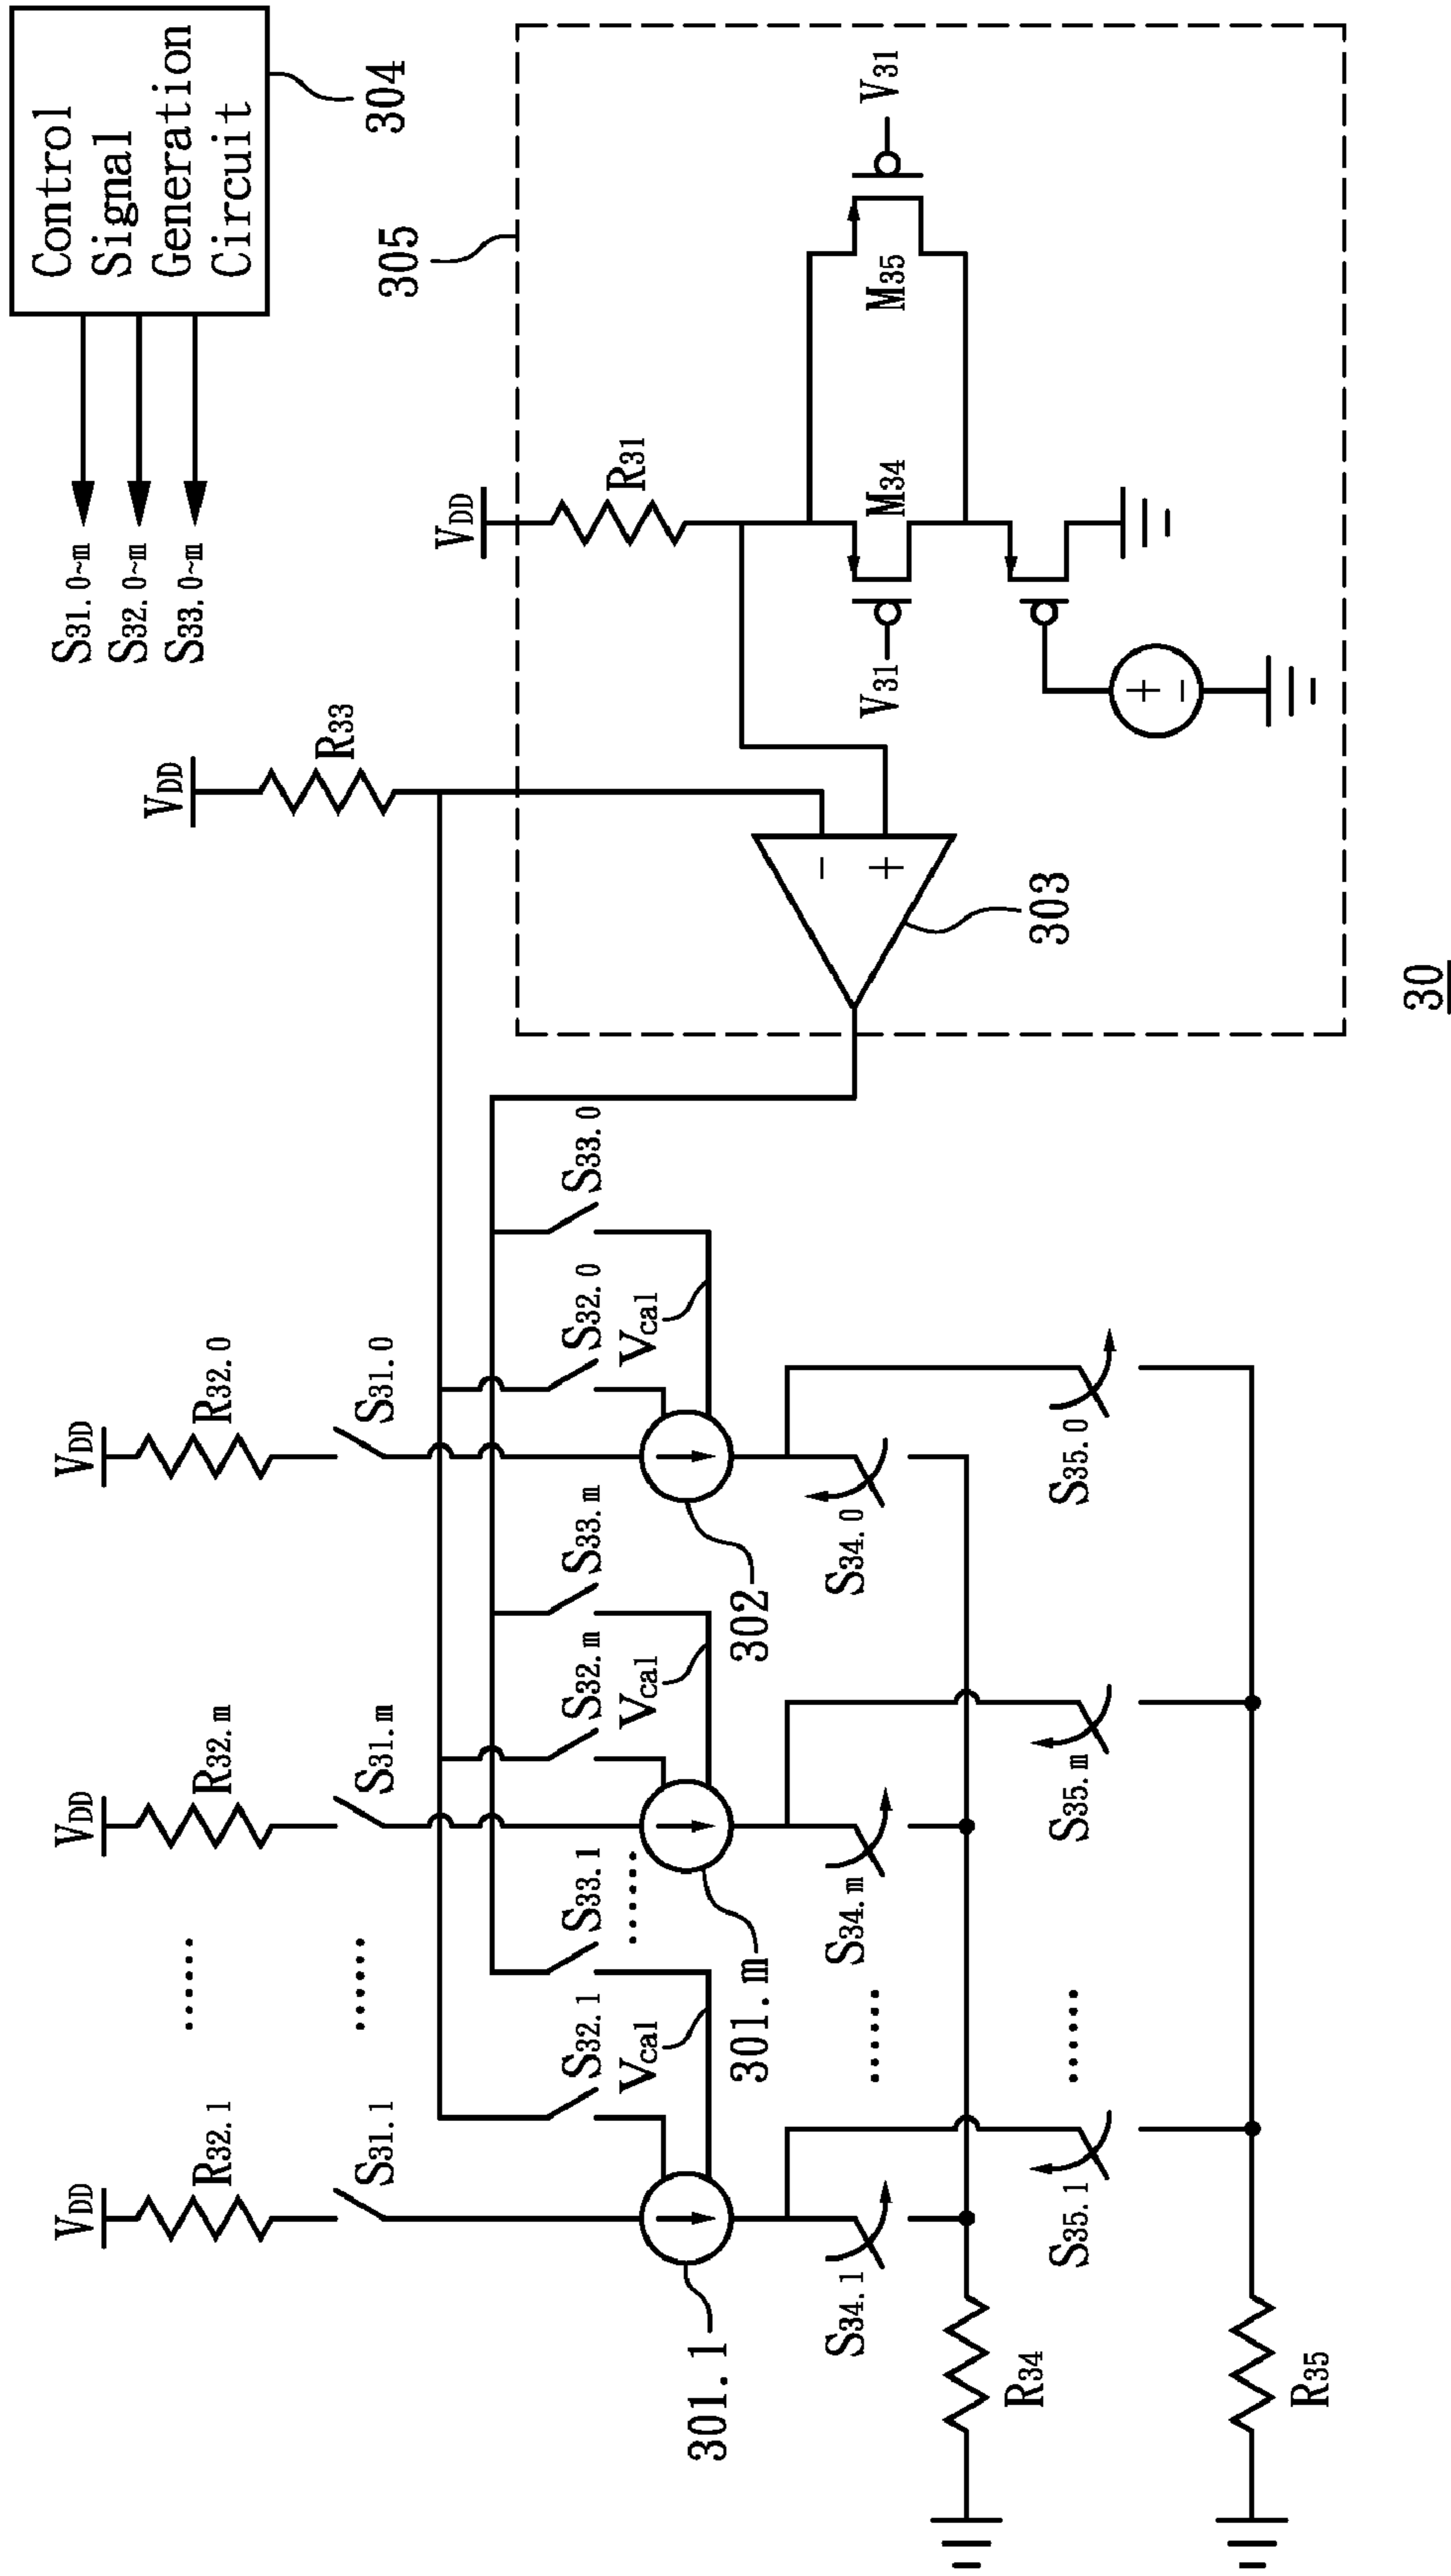 Control
Signal
Generation
Circuit
304
S31.0~m
S32.0~m
S33.0~m
VDD
R32.1
S31.1
VDD
R32.m
S31.m
VDD
R32.0
S31.0
VDD
R33
305
VDD
R31
S32.1
Vcal
S33.1
S32.m
Vcal
S33.m
S32.0
Vcal
S33.0
301.1
301.m
302
303
V31
M34
M35
V31
+
-
-
+
S34.1
S34.m
S34.0
S35.1
S35.m
S35.0
R34
R35
30